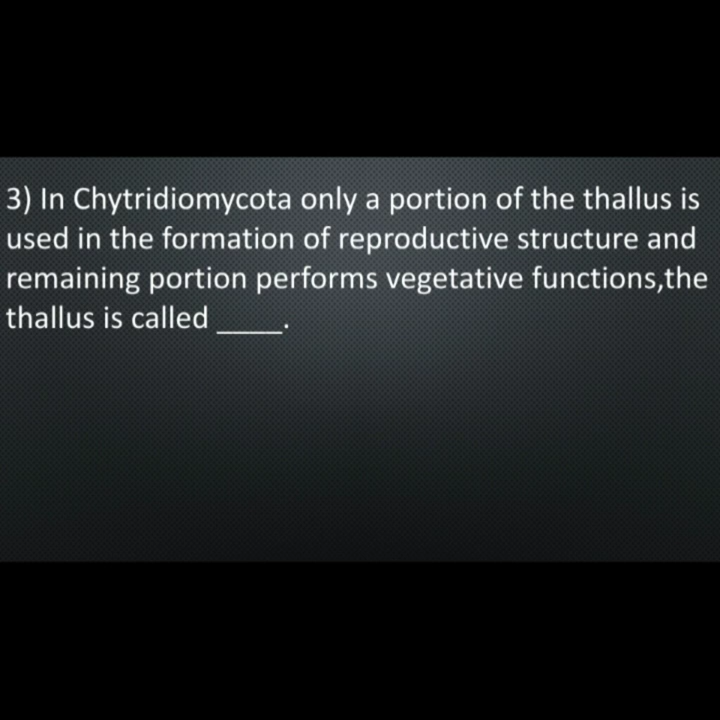 3) In Chytridiomycota only a portion of the thallus is
used in the formation of reproductive structure and
remaining portion performs vegetative functions,the
thallus is called ____.